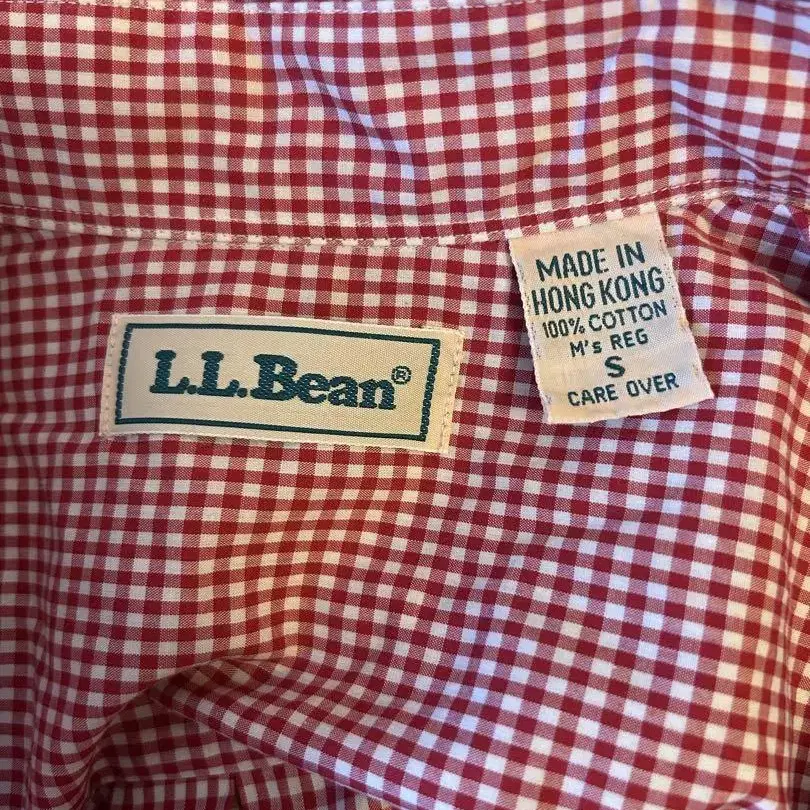 L.L.Bean®
MADE IN
HONG KONG
100% COTTON
M's REG
S
CARE OVER